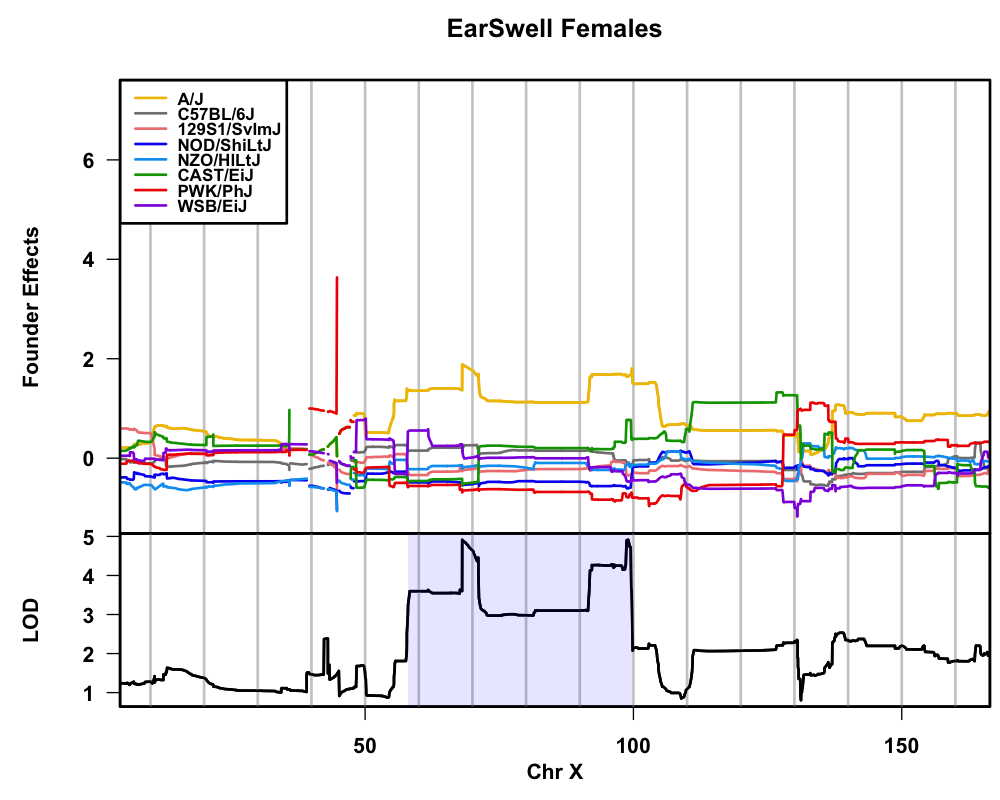 EarSwell Females
A/J
C57BL/6J
129S1/SvImJ
NOD/ShiLtJ
NZO/HlLtJ
CAST/EiJ
PWK/PhJ
WSB/EiJ
Founder Effects
6
4
2
0
LOD
5
4
3
2
1
50
100
150
Chr X